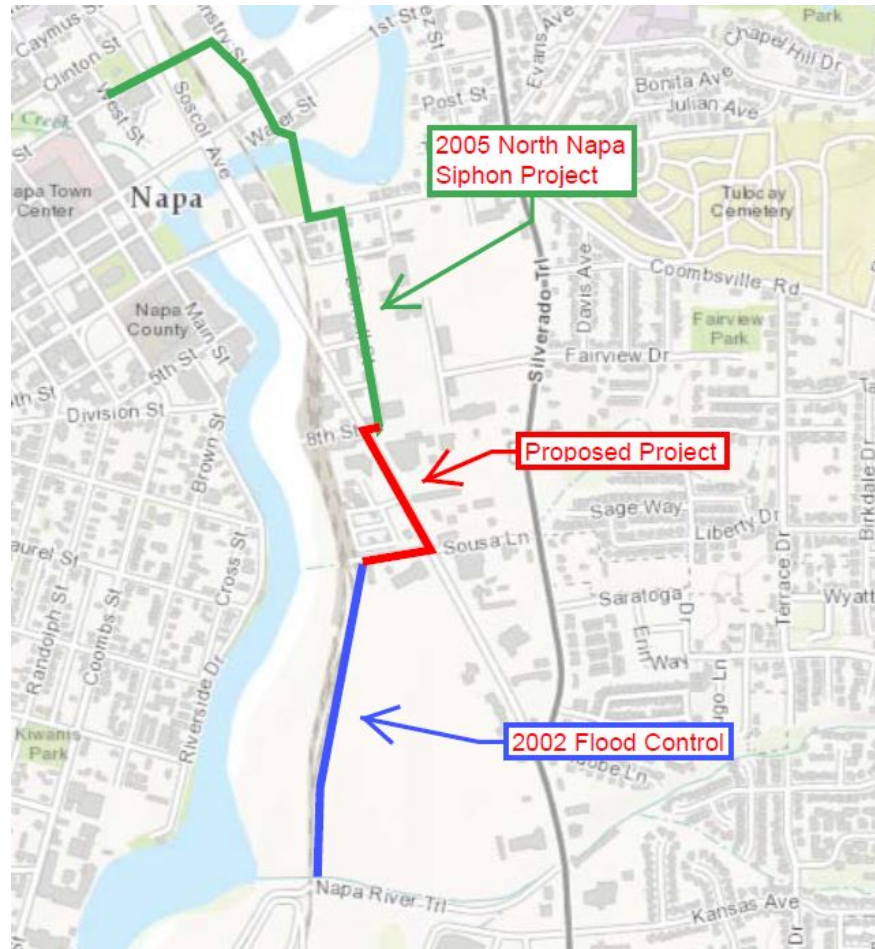 Caymus St
Clinton St
West St
Soscol Ave
1st St
Water St
Post St
Evans Ave
Park
Chapel Hill Dr
Bonita Ave
Julian Ave
2005 North Napa
Siphon Project
Tulocay
Cemetery
Creek
Town
Center
Napa
Coombsville Rd
Silverado Trl
Davis Ave
Fairview
Park
Fairview Dr
Napa
County
Main St
5th St
Division St
8th St
Brown St
Proposed Project
Birkdale Dr
Sage Way
Liberty Dr
Sousa Ln
Terrace Dr
Cross St
Saratoga
Dr
Erin
Way
Wyatt
Randolph St
Coombs St
Riverside Dr
Kiwanis
Park
2002 Flood Control
Napa River Trl
Kansas Ave